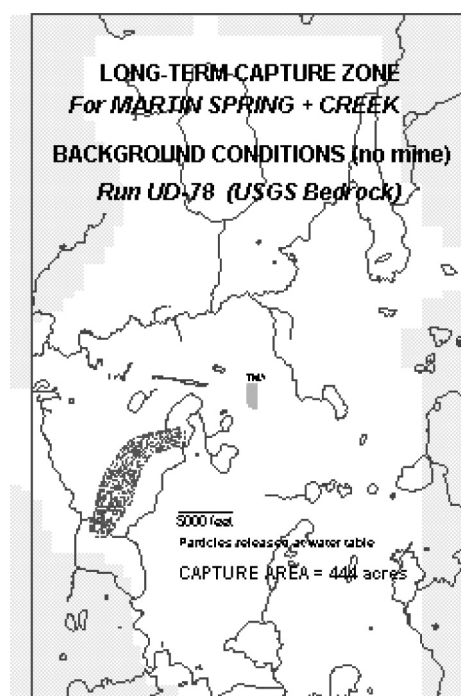 LONG-TERM-CAPTURE ZONE
For MARTIN SPRING + CREEK
BACKGROUND CONDITIONS (no mine)
Run UD-78 (USGS Bedrock)
TMA
5000 feet
Particles released at water table
CAPTURE AREA = 444 acres